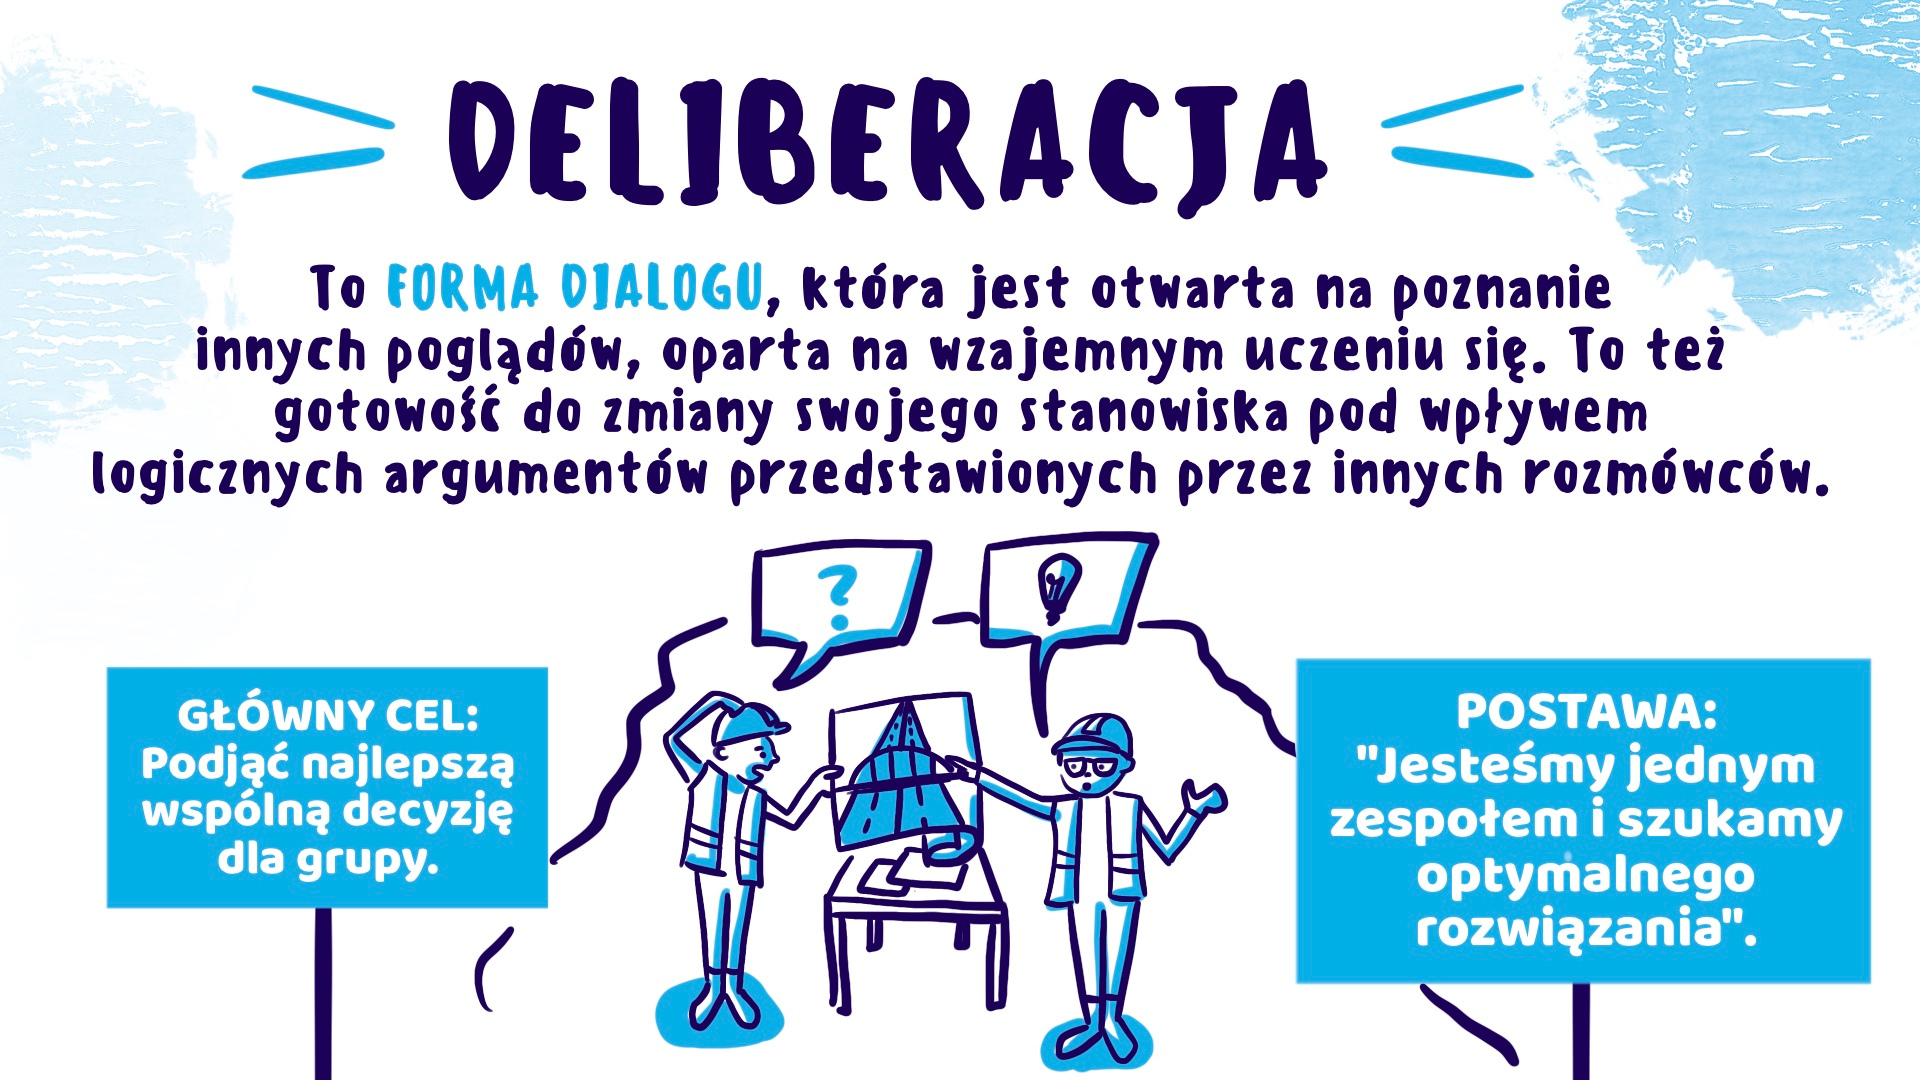 DELIBERACJA
To FORMA DIALOGU, która jest otwarta na poznanie
innych poglądów, oparta na wzajemnym uczeniu się. To też
gotowość do zmiany swojego stanowiska pod wpływem
logicznych argumentów przedstawionych przez innych rozmówców.
?
GŁÓWNY CEL:
Podjąć najlepszą
wspólną decyzję
dla grupy.
POSTAWA:
"Jesteśmy jednym
zespołem i szukamy
optymalnego
rozwiązania".